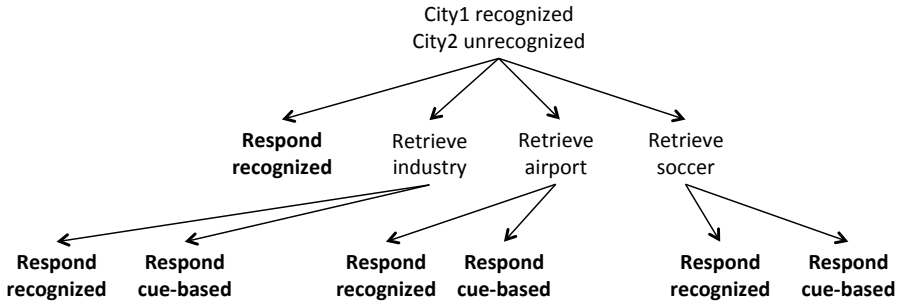 City1 recognized
City2 unrecognized
Respond
recognized
Retrieve
industry
Retrieve
airport
Retrieve
soccer
Respond
recognized
Respond
cue-based
Respond
recognized
Respond
cue-based
Respond
recognized
Respond
cue-based